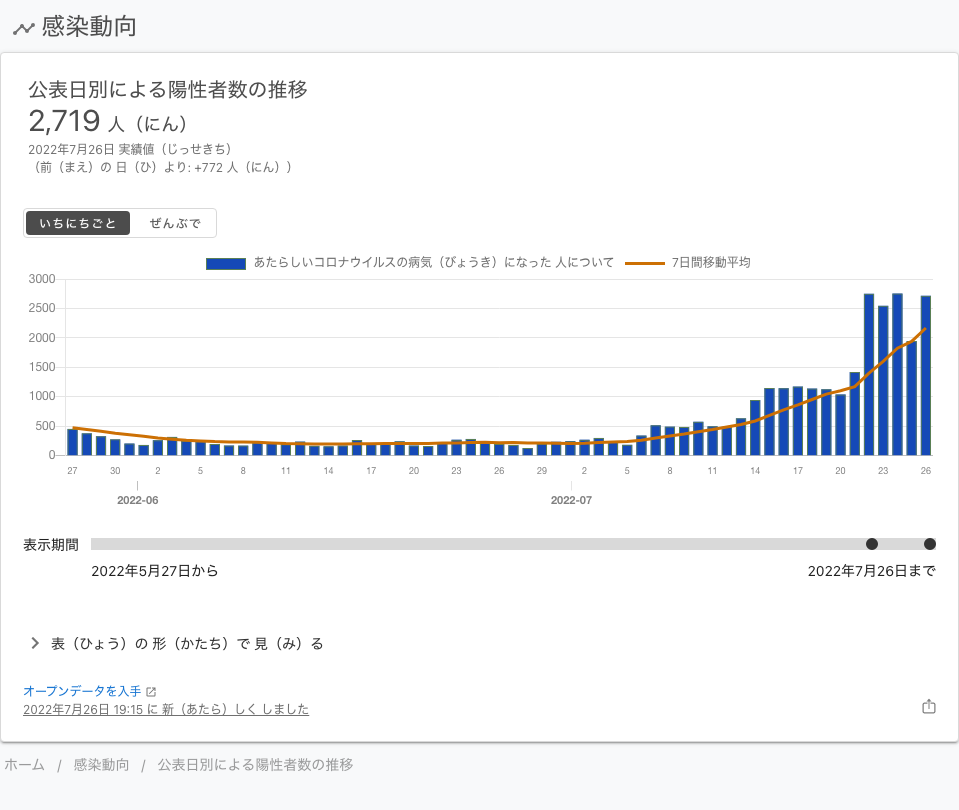 感染動向
公表日別による陽性者数の推移
2,719 人（にん）
2022年7月26日 実績値（じっせきち）
（前（まえ）の 日（ひ）より: +772 人（にん））
いちにちごと ぜんぶで
あたらしいコロナウイルスの病気（びょうき）になった 人について 7日間移動平均
3000
2500
2000
1500
1000
500
0
27 30 2 5 8 11 14 17 20 23 26 29 2 5 8 11 14 17 20 23 26
2022-06 2022-07
表示期間
2022年5月27日から 2022年7月26日まで
表（ひょう）の 形（かたち）で 見（み）る
オープンデータを入手
2022年7月26日 19:15 に 新（あたら）しく しました
ホーム / 感染動向 / 公表日別による陽性者数の推移